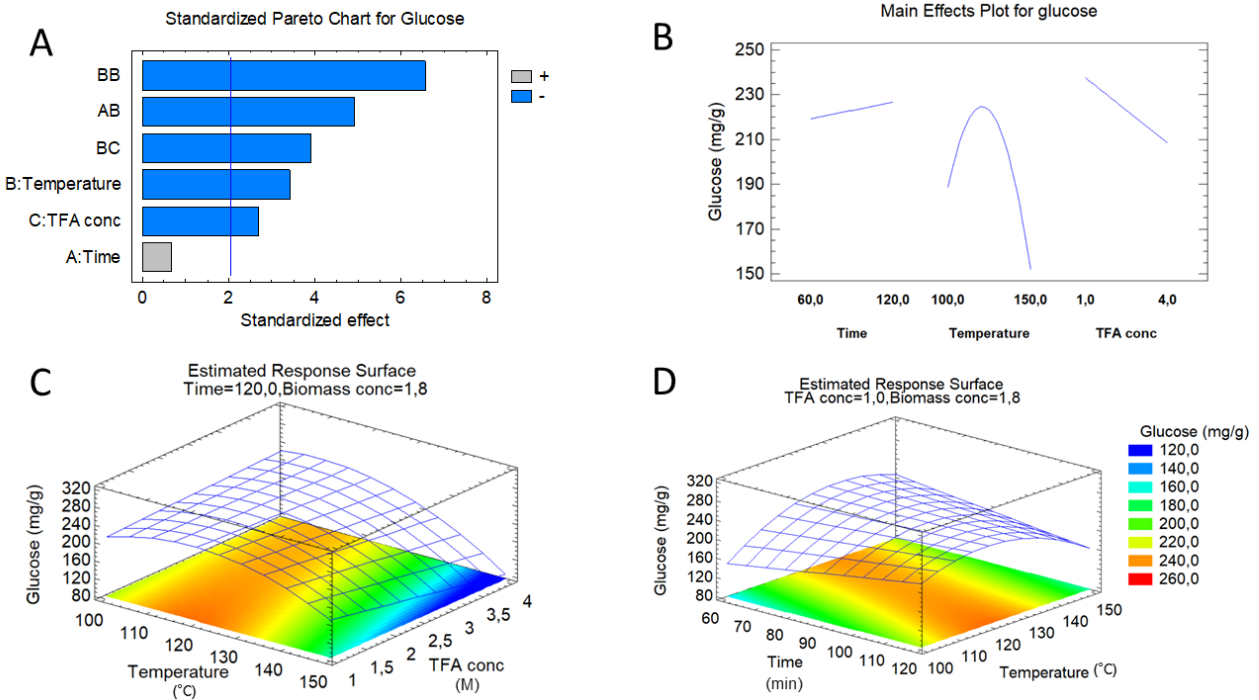 A
Standardized Pareto Chart for Glucose
BB
AB
BC
B:Temperature
C:TFA conc
A:Time
0 2 4 6 8
Standardized effect
+
-
B
Main Effects Plot for glucose
Glucose (mg/g)
250
230
210
190
170
150
60,0 120,0 100,0 150,0 1,0 4,0
Time Temperature TFA conc
C
Estimated Response Surface
Time=120,0,Biomass conc=1,8
Glucose (mg/g)
320
280
240
200
160
120
80
100 110 120 130 140 150
Temperature
(°C)
1 1,5 2 2,5 3 3,5 4
TFA conc
(M)
D
Estimated Response Surface
TFA conc=1,0,Biomass conc=1,8
Glucose (mg/g)
320
280
240
200
160
120
80
60 70 80 90 100 110 120
Time
(min)
100 110 120 130 140 150
Temperature (°C)
Glucose (mg/g)
120,0
140,0
160,0
180,0
200,0
220,0
240,0
260,0